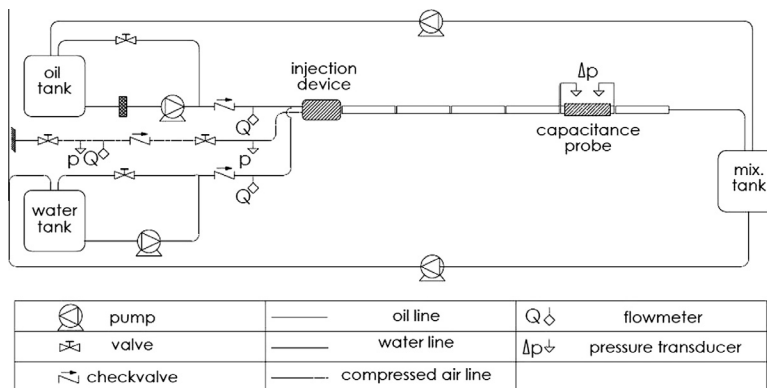 oil
tank
injection
device
Δp
Q
p Q
p
capacitance
probe
mix.
tank
water
tank
Q
pump
oil line
Q flowmeter
valve
water line
Δp pressure transducer
checkvalve
compressed air line